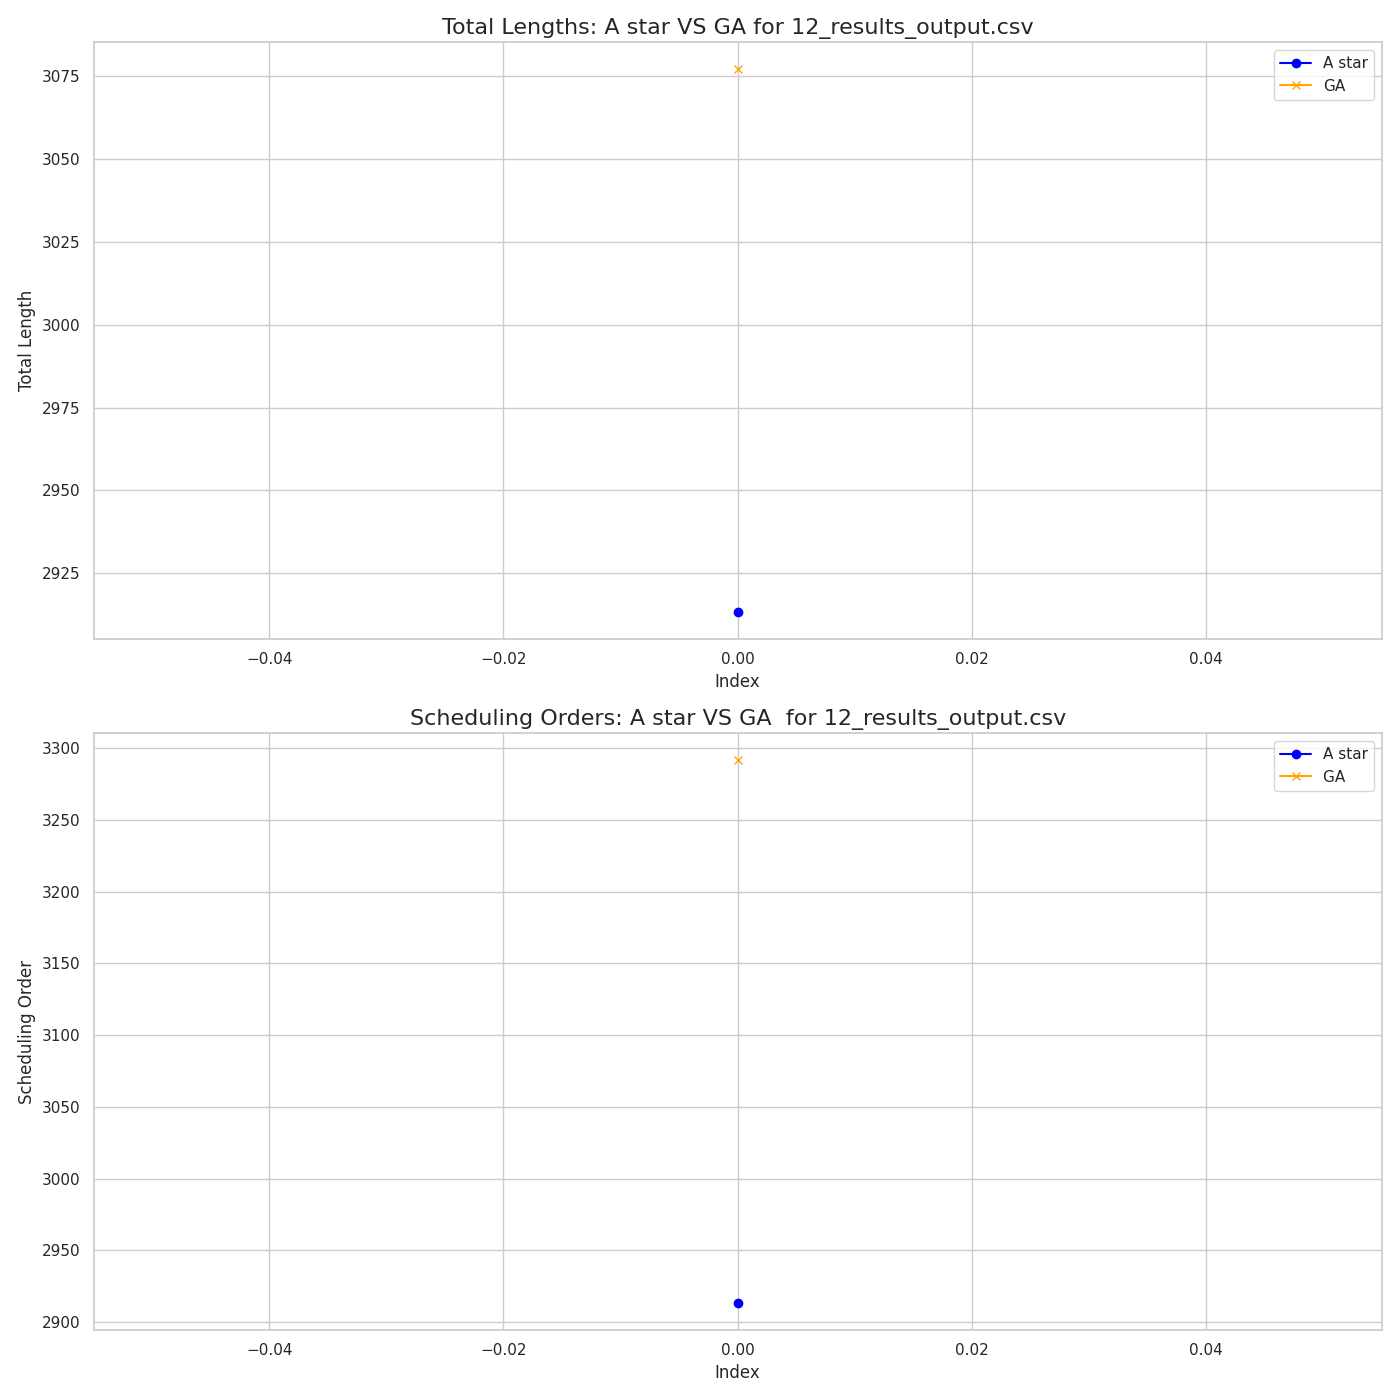 Total Lengths: A star VS GA for 12_results_output.csv
A star
GA
3075
3050
3025
3000
2975
2950
2925
Total Length
−0.04
−0.02
0.00
0.02
0.04
Index
Scheduling Orders: A star VS GA  for 12_results_output.csv
A star
GA
3300
3250
3200
3150
3100
3050
3000
2950
2900
Scheduling Order
−0.04
−0.02
0.00
0.02
0.04
Index